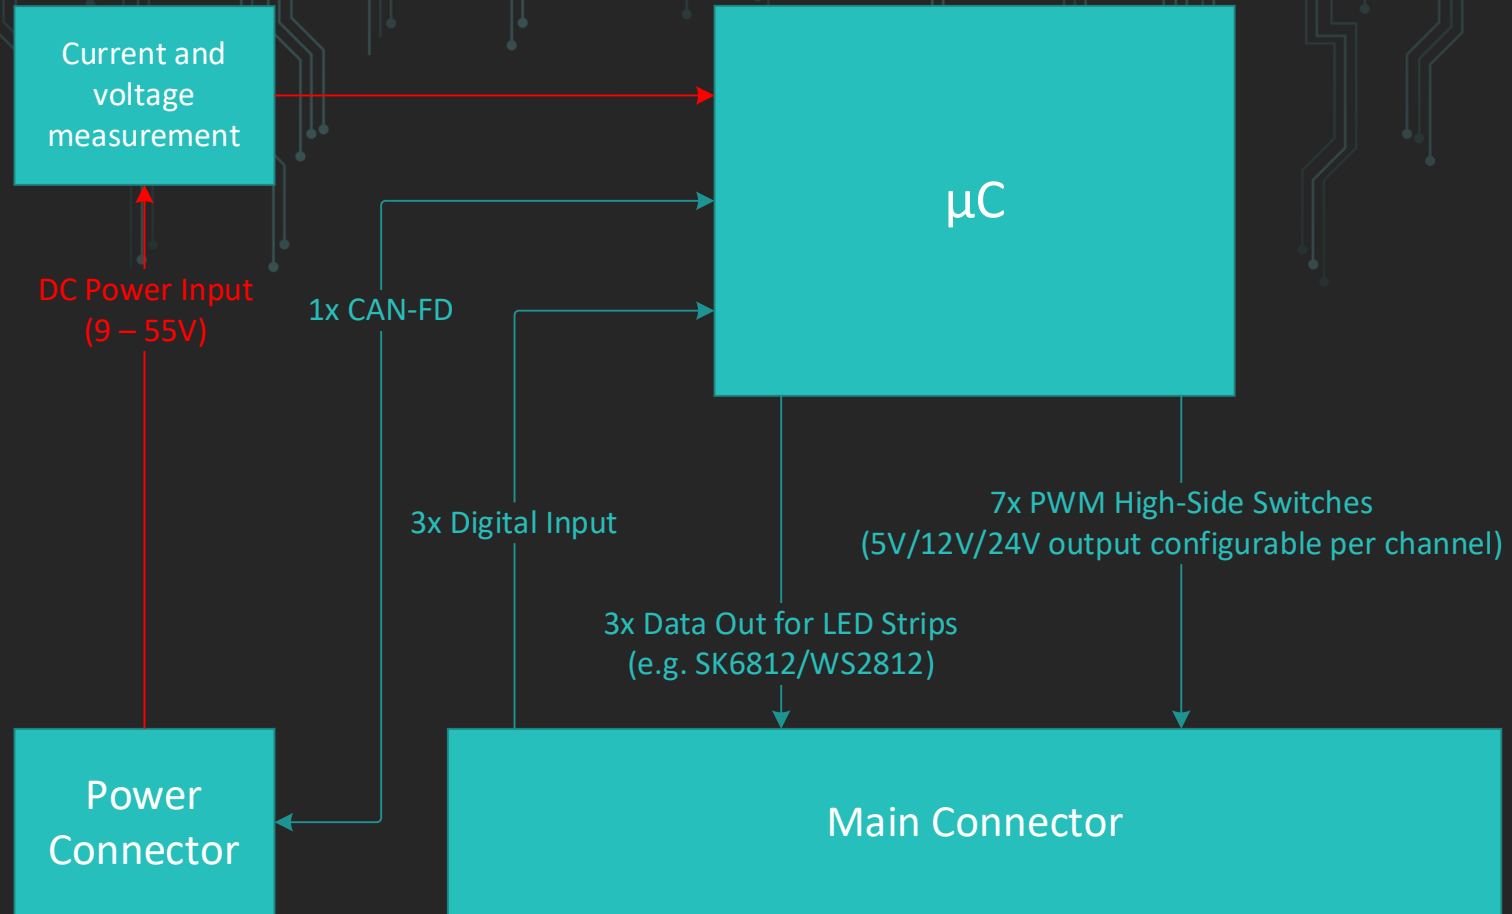 Current and
voltage
measurement
µC
DC Power Input
(9 – 55V)
1x CAN-FD
3x Digital Input
7x PWM High-Side Switches
(5V/12V/24V output configurable per channel)
3x Data Out for LED Strips
(e.g. SK6812/WS2812)
Power
Connector
Main Connector